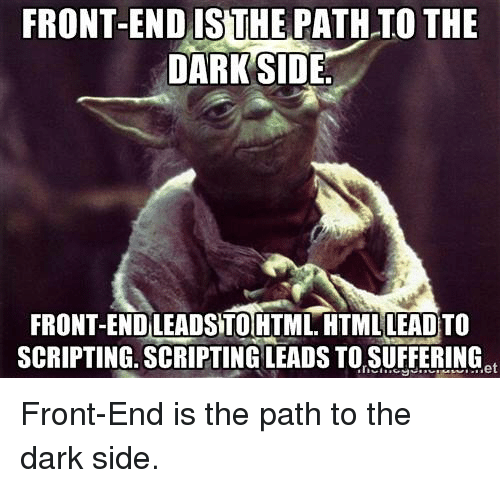 FRONT-END IS THE PATH TO THE
DARK SIDE.
FRONT-END LEADS TO HTML. HTML LEAD TO
SCRIPTING. SCRIPTING LEADS TO SUFFERING
Front-End is the path to the
dark side.